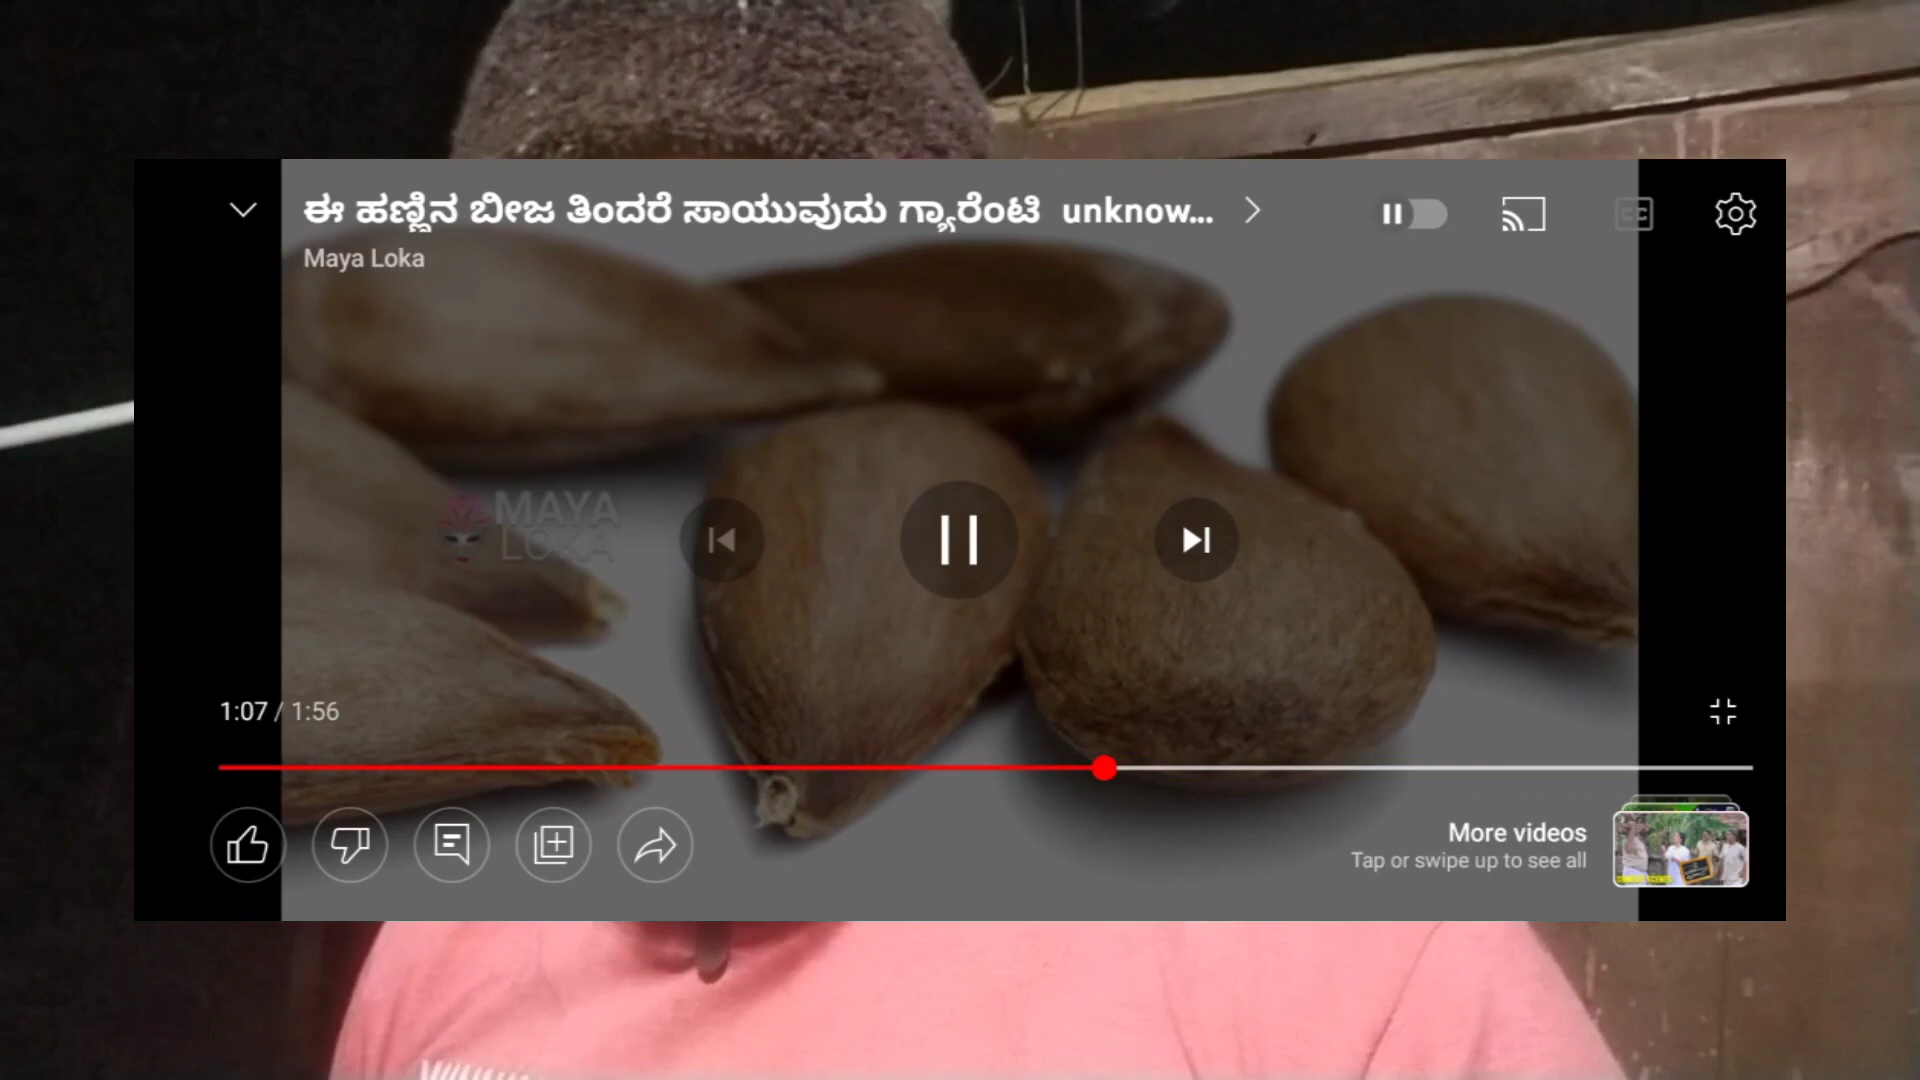 ಈ ಹಣ್ಣಿನ ಬೀಜ ತಿಂದರೆ ಸಾಯುವುದು ಗ್ಯಾರೆಂಟಿ unknow...
Maya Loka
CC
MAYA
LOKA
1:07 / 1:56
More videos
Tap or swipe up to see all